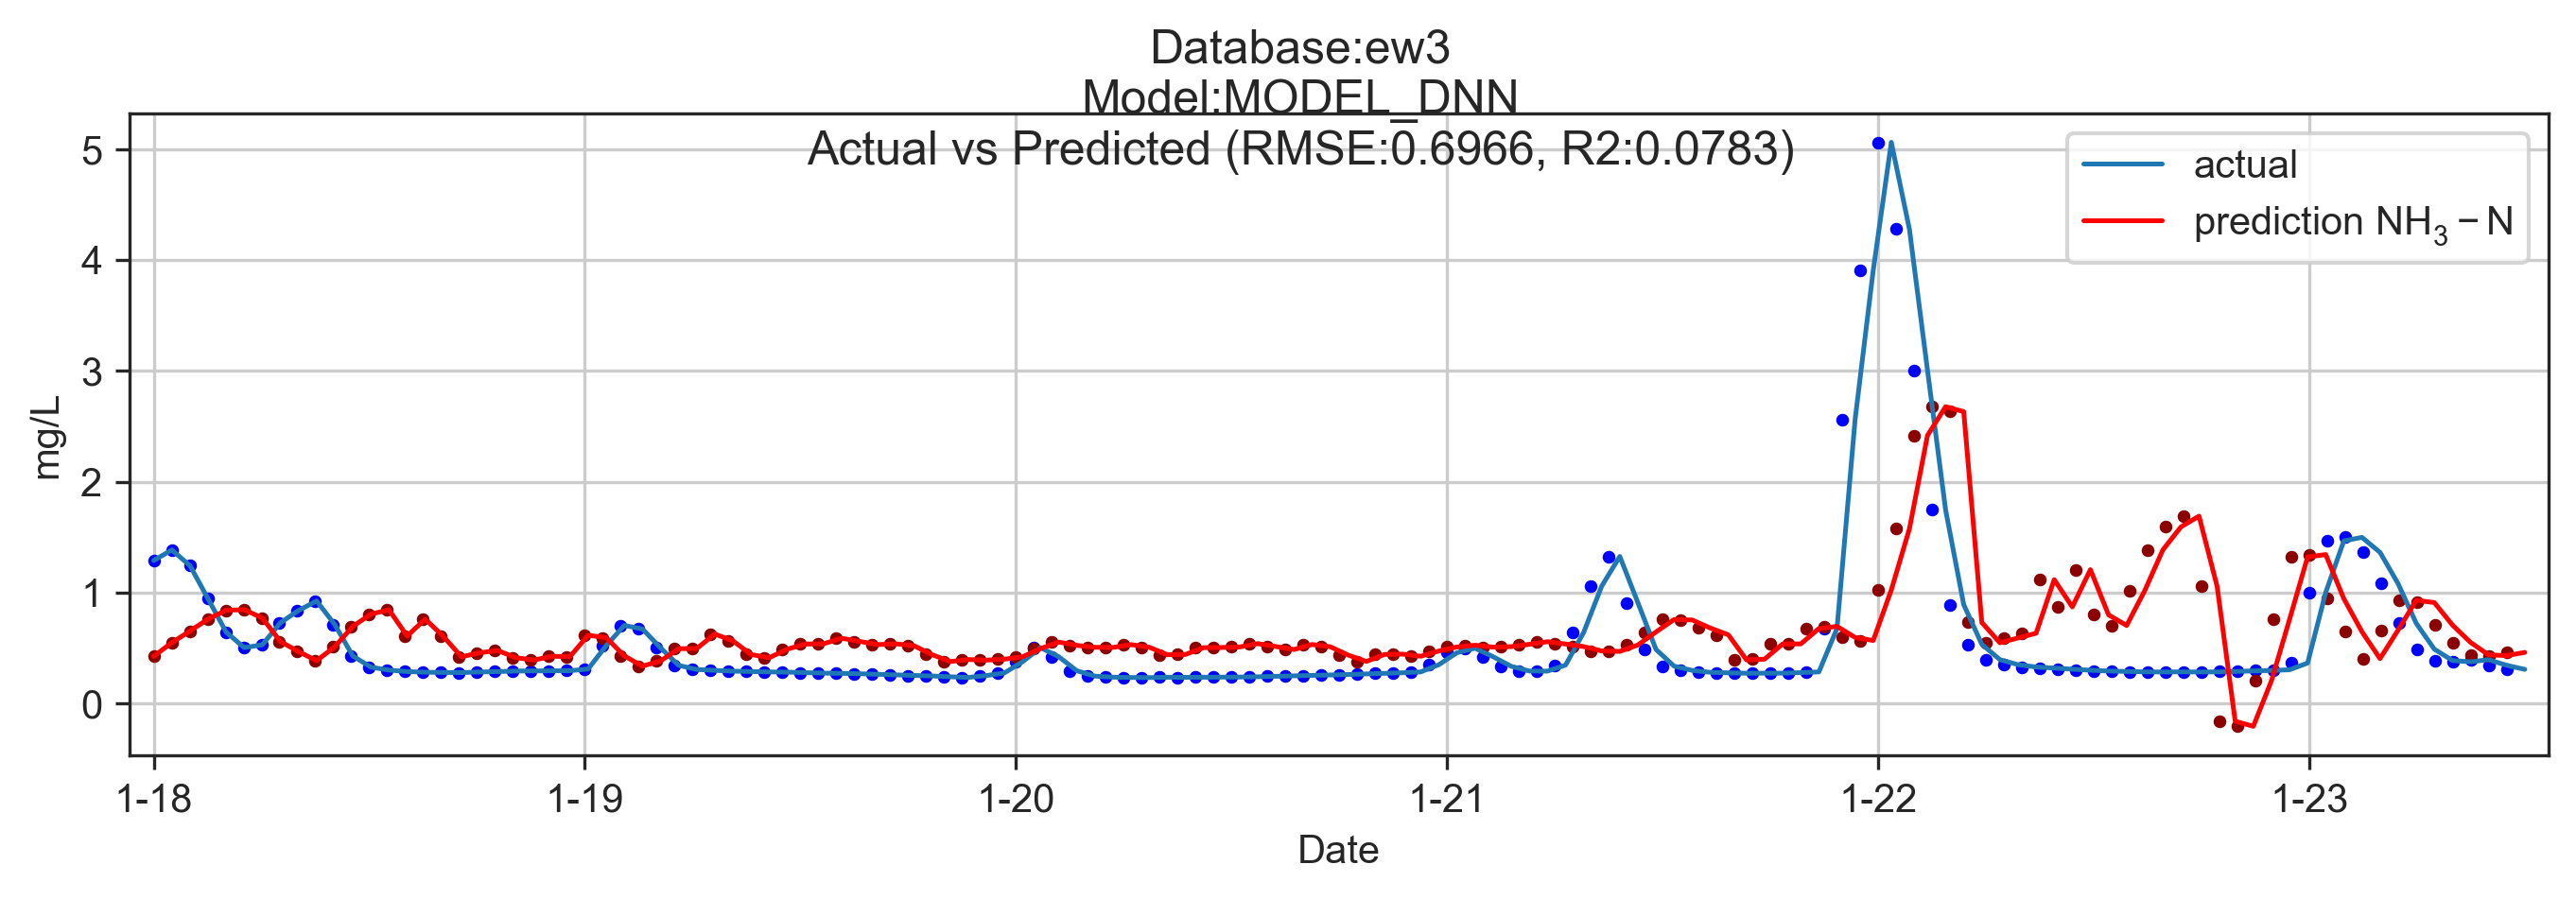 Database:ew3
Model:MODEL_DNN
Actual vs Predicted (RMSE:0.6966, R2:0.0783)
actual
prediction NH₃ − N
5
4
3
2
1
0
mg/L
1-18 1-19 1-20 1-21 1-22 1-23
Date